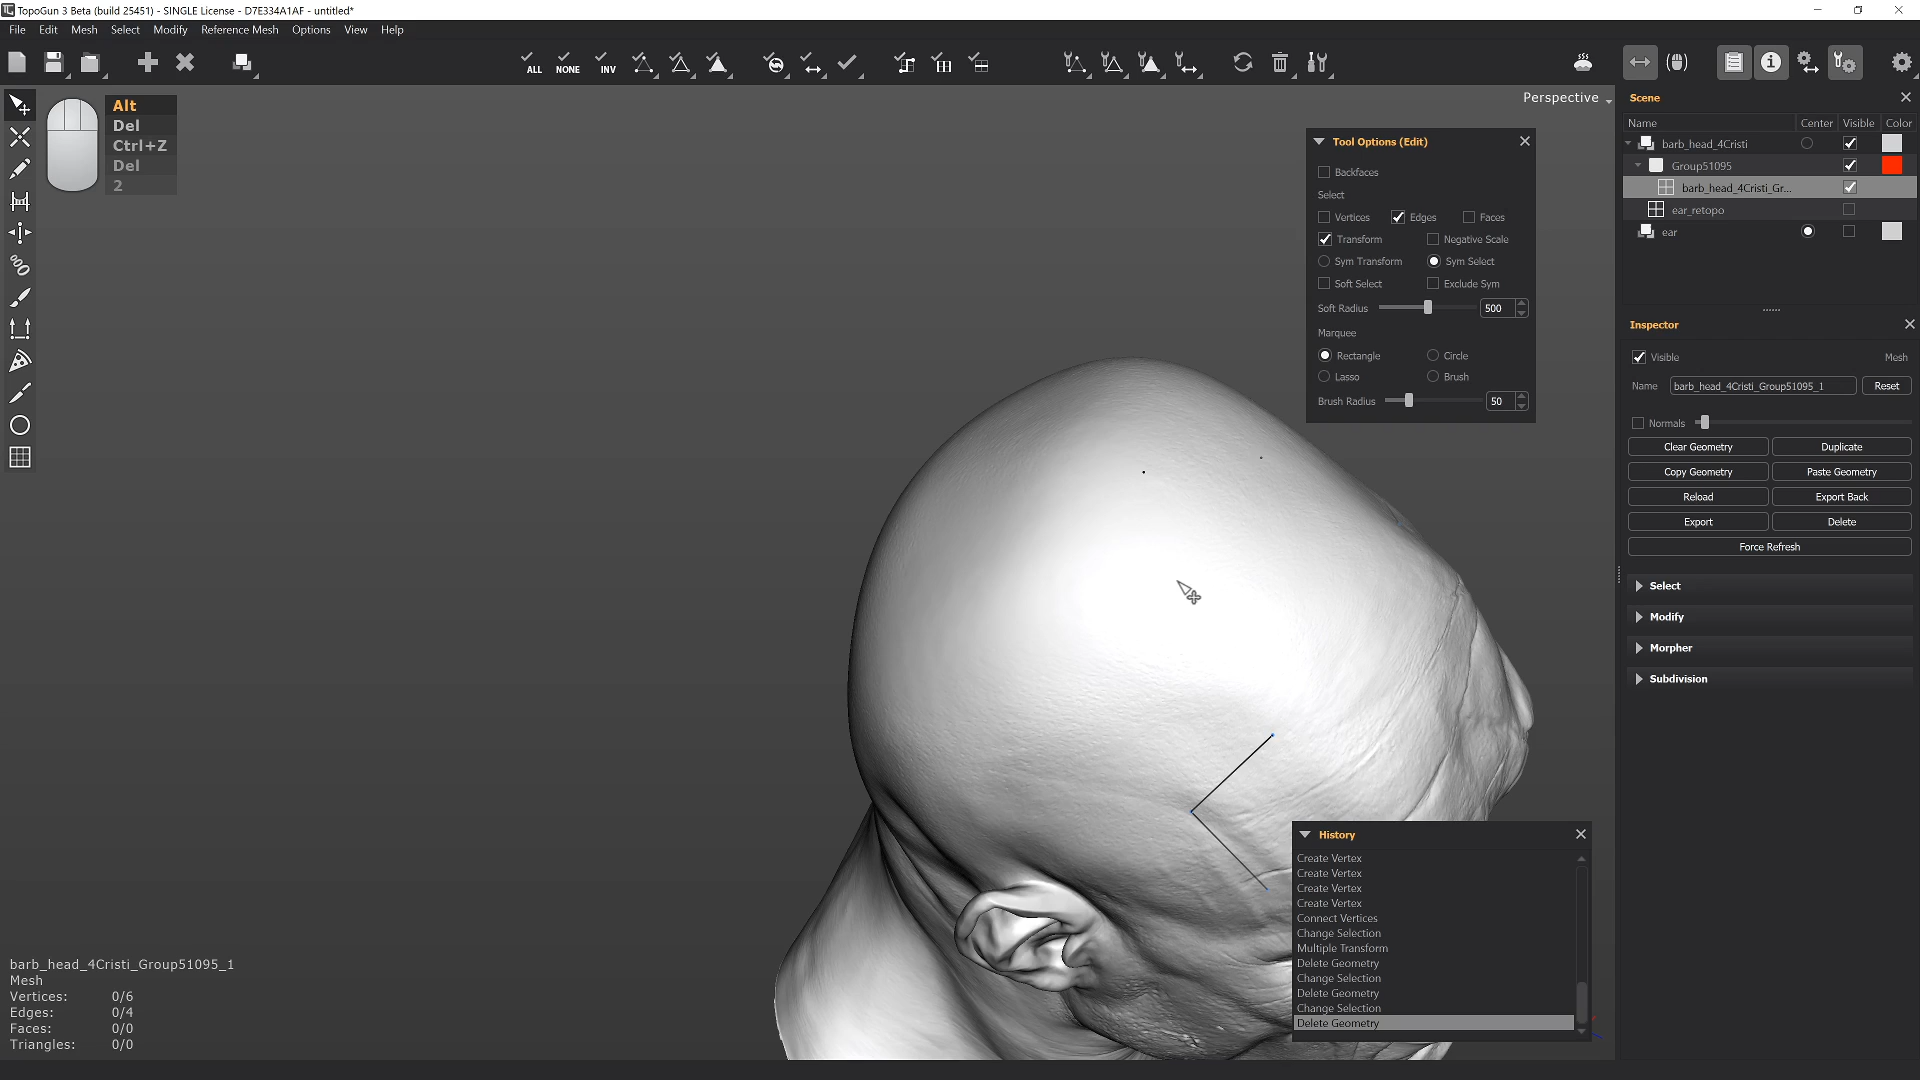 TopoGun 3 Beta (build 25451) - SINGLE License - D7E334A1AF - untitled*
File Edit Mesh Select Modify Reference Mesh Options View Help
ALL NONE INV
Alt
Del
Ctrl+Z
Del
2
Perspective
Tool Options (Edit)
Backfaces
Select
Vertices Edges Faces
Transform Negative Scale
Sym Transform Sym Select
Soft Select Exclude Sym
Soft Radius 500
Marquee
Rectangle Circle
Lasso Brush
Brush Radius 50
Scene
Name Center Visible Color
barb_head_4Cristi
Group51095
barb_head_4Cristi_Gr...
ear_retopo
ear
Inspector
Visible Mesh
Name barb_head_4Cristi_Group51095_1 Reset
Normals
Clear Geometry Duplicate
Copy Geometry Paste Geometry
Reload Export Back
Export Delete
Force Refresh
Select
Modify
Morpher
Subdivision
History
Create Vertex
Create Vertex
Create Vertex
Create Vertex
Connect Vertices
Change Selection
Multiple Transform
Delete Geometry
Change Selection
Delete Geometry
Change Selection
Delete Geometry
barb_head_4Cristi_Group51095_1
Mesh
Vertices: 0/6
Edges: 0/4
Faces: 0/0
Triangles: 0/0